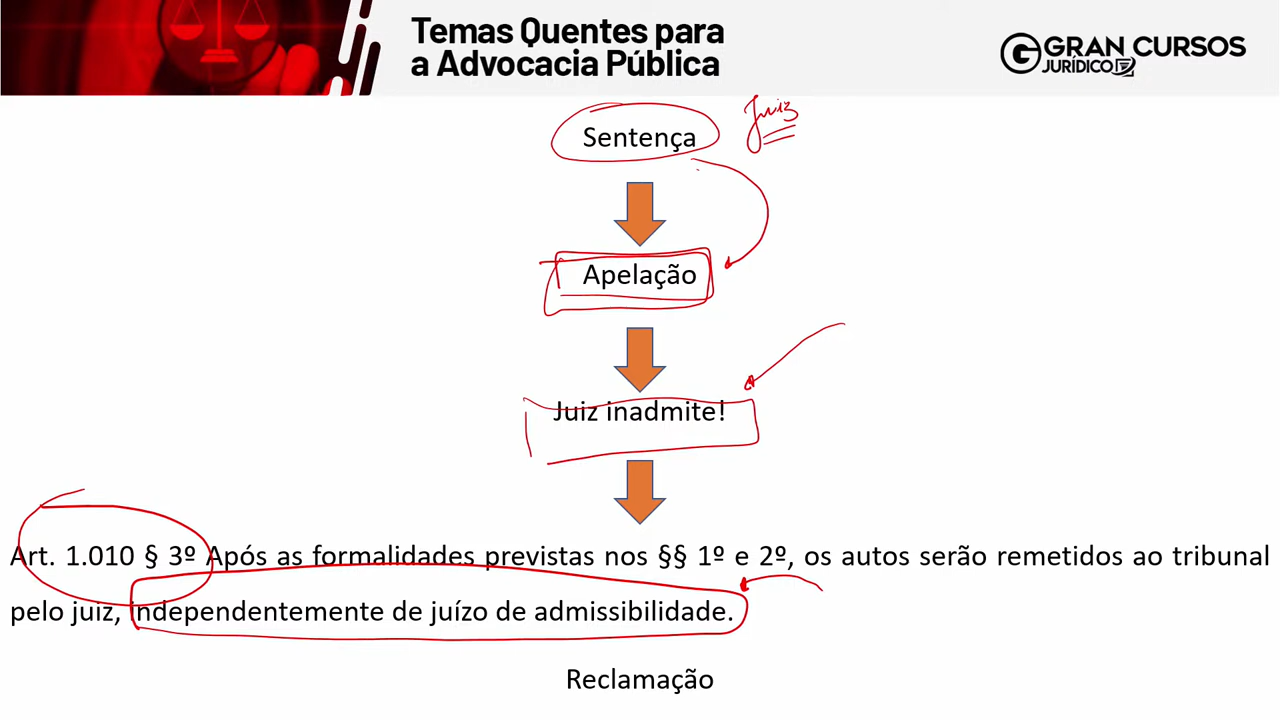 Temas Quentes para
a Advocacia Pública
GRAN CURSOS
JURÍDICO
Sentença
Juiz
Apelação
Juiz inadmite!
Art. 1.010 § 3º Após as formalidades previstas nos §§ 1º e 2º, os autos serão remetidos ao tribunal
pelo juiz, independentemente de juízo de admissibilidade.
Reclamação